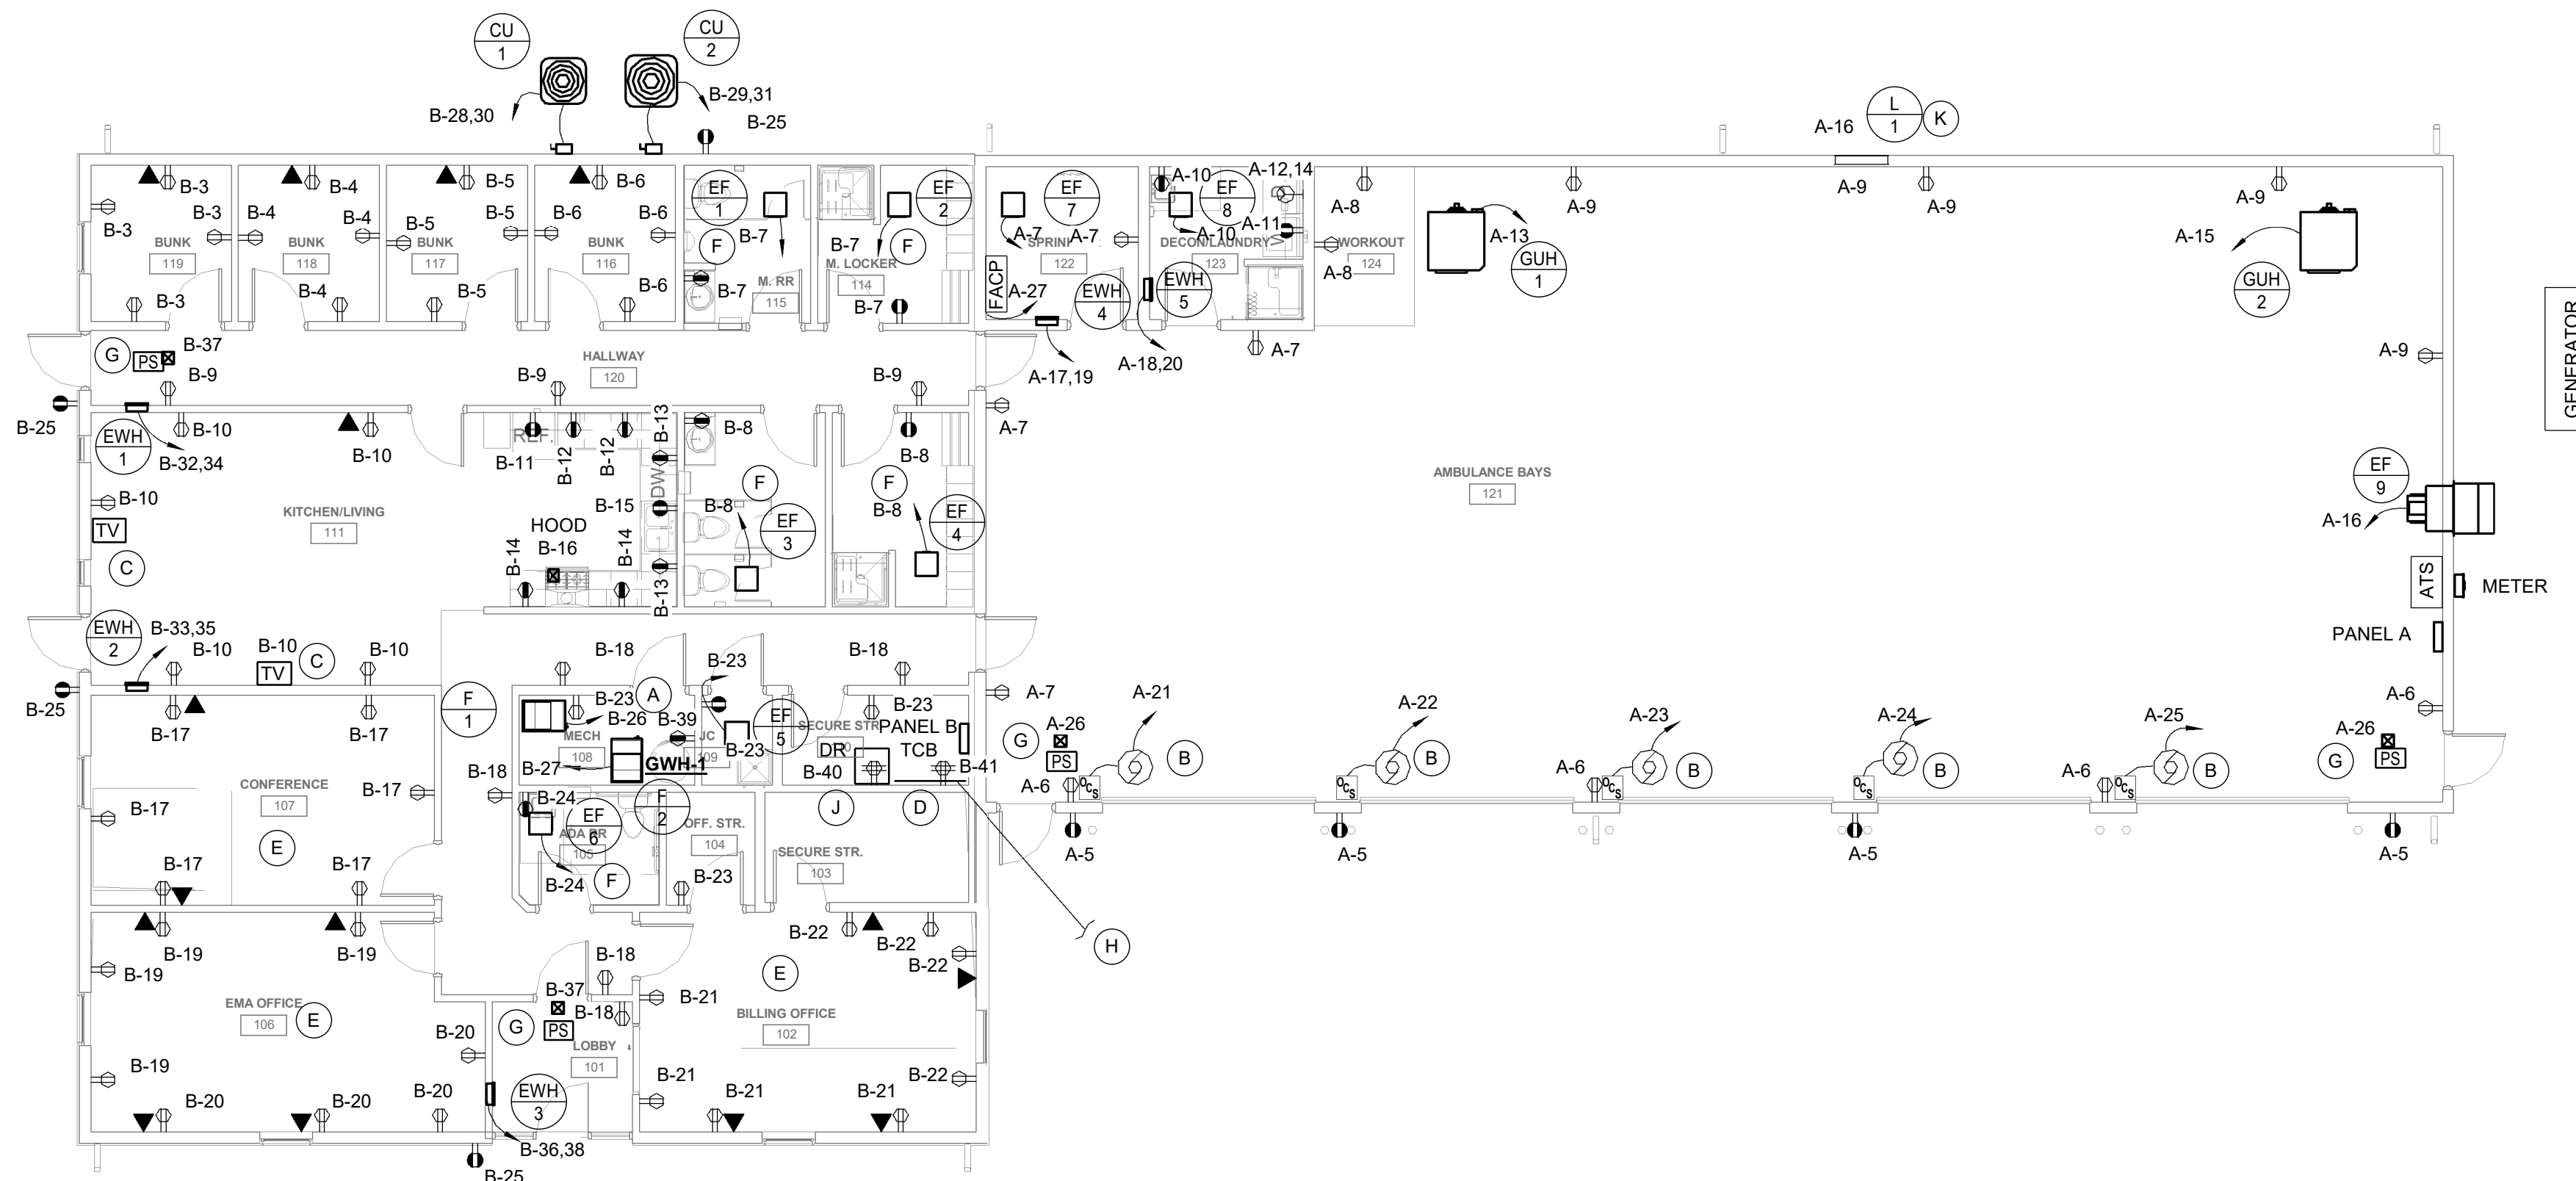 CU
1
CU
2
B-28,30
B-29,31
B-25
L
1
K
A-16
B-3
B-4
B-5
B-6
EF
1
EF
2
EF
7
A-10
EF
8
A-12,14
A-9
A-9
A-9
A-9
B-3
B-3
B-4
B-4
B-5
B-5
B-6
B-6
F
B-7
B-7
F
A-7
A-7
A-10
A-11
A-8
A-13
A-15
BUNK
119
BUNK
118
BUNK
117
BUNK
116
M. RR
115
M. LOCKER
114
122
DECON/LAUNDRY
123
WORKOUT
124
A-8
GUH
1
GUH
2
GENERATOR
B-3
B-4
B-5
B-6
B-7
B-7
FACP
A-27
EWH
4
EWH
5
G
PS
B-37
HALLWAY
120
A-17,19
A-18,20
A-7
A-9
B-9
B-9
B-9
B-25
EWH
1
B-10
B-10
B-32,34
REF.
B-11
B-12
B-12
B-13
B-8
B-8
A-7
B-10
TV
C
KITCHEN/LIVING
111
HOOD
B-16
B-14
B-14
B-15
DW
B-13
F
B-8
EF
3
F
B-8
EF
4
AMBULANCE BAYS
121
EF
9
A-16
ATS
METER
PANEL A
EWH
2
B-33,35
B-10
B-10
TV
C
B-10
B-18
B-23
B-18
B-25
B-17
B-17
F
1
B-23
A
B-26
B-39
EF
5
SECURE STR.
B-23
PANEL B
TCB
A-7
MECH
108
JC
109
B-23
DR
B-27
GWH-1
B-40
B-41
G
A-26
PS
A-21
B
A-22
B
A-23
B
A-24
B
A-25
B
A-6
A-26
G
PS
A-6
A-6
A-6
OCS
OCS
OCS
OCS
OCS
A-5
A-5
A-5
A-5
CONFERENCE
107
B-17
B-17
E
B-17
B-17
B-18
B-24
EF
6
F
2
ADA RR
105
B-24
F
OFF. STR.
104
B-23
J
D
SECURE STR.
103
H
B-19
B-19
B-19
EMA OFFICE
106
E
B-19
B-20
B-20
B-20
B-20
B-18
B-37
B-18
G
PS
LOBBY
101
EWH
3
B-36,38
B-25
B-22
B-22
B-22
E
B-21
BILLING OFFICE
102
B-21
B-21
B-21
B-22